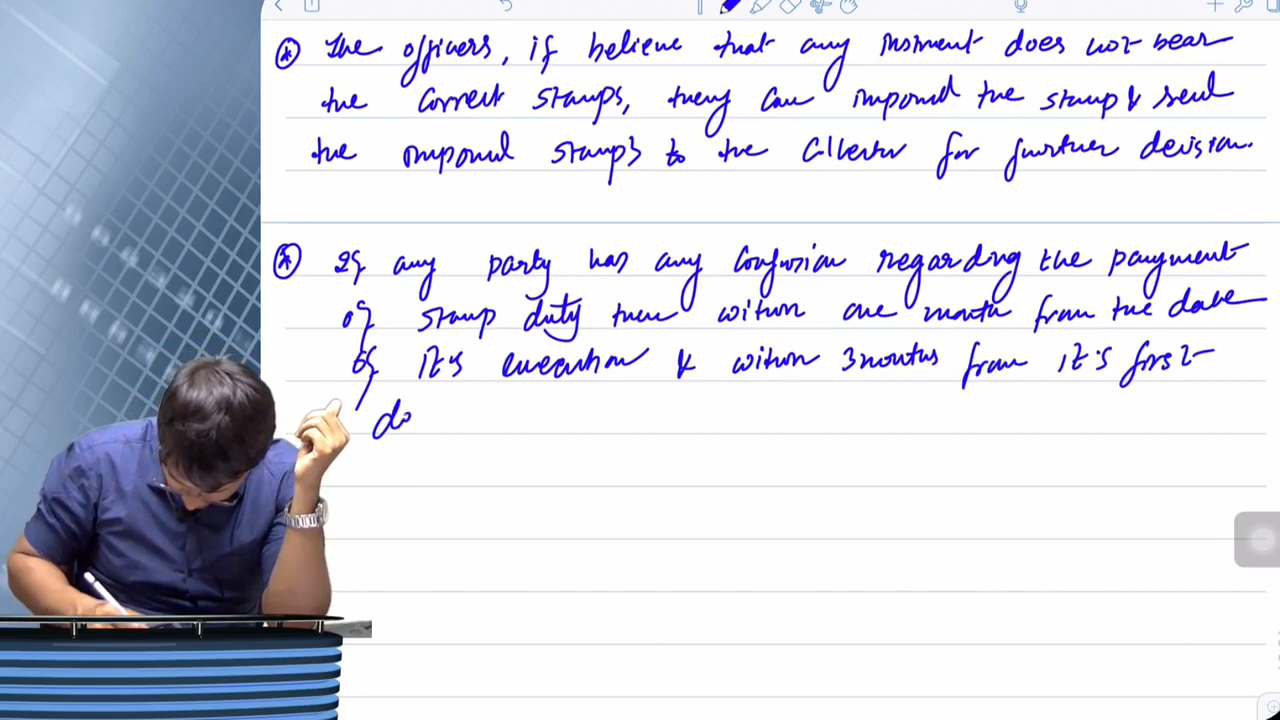 The officers, if believe that any insment does not bear
the correct stamps, they can impound the stamp & send
the impound stamps to the Collector for further decision.
If any party has any Confusion regarding the payment
of stamp duty then within one month from the date
of it's execution & within 3 months from it's first
do